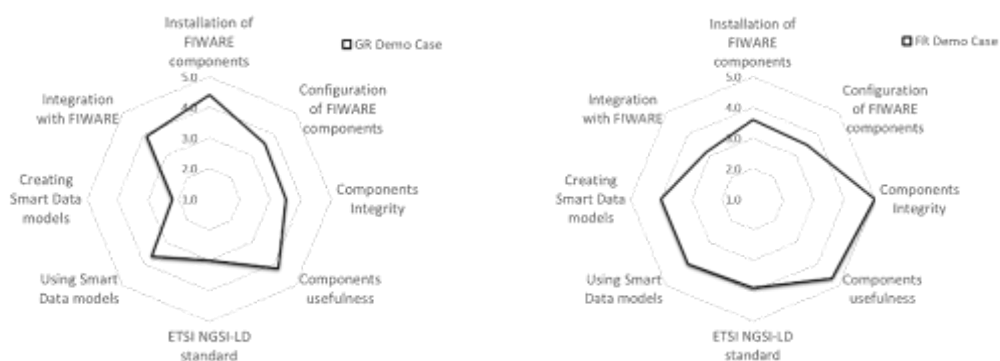 Installation of
FIWARE
components
GR Demo Case
5.0
4.0
3.0
2.0
1.0
Configuration
of FIWARE
components
Components
Integrity
Components
usefulness
ETSI NGSI-LD
standard
Using Smart
Data models
Creating
Smart Data
models
Integration
with FIWARE
Installation of
FIWARE
components
FR Demo Case
5.0
4.0
3.0
2.0
1.0
Configuration
of FIWARE
components
Components
Integrity
Components
usefulness
ETSI NGSI-LD
standard
Using Smart
Data models
Creating
Smart Data
models
Integration
with FIWARE